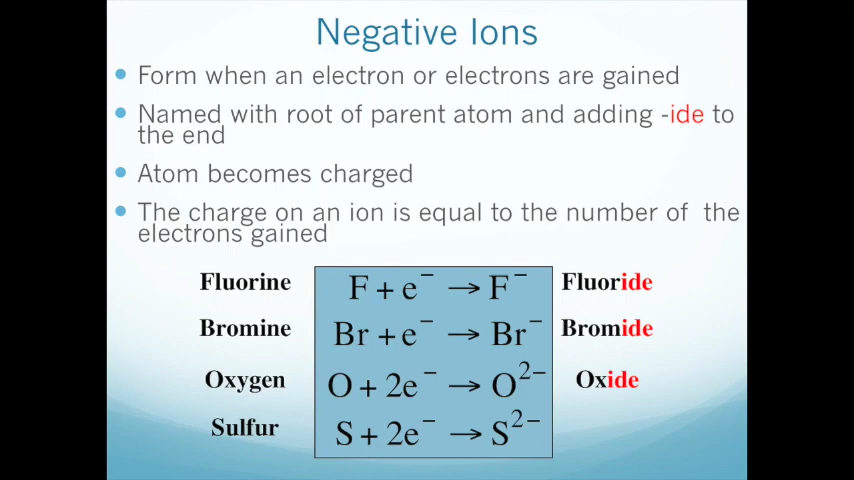 Negative Ions
• Form when an electron or electrons are gained
• Named with root of parent atom and adding -ide to
the end
• Atom becomes charged
• The charge on an ion is equal to the number of  the
electrons gained
Fluorine F + e⁻ → F⁻ Fluoride
Bromine Br + e⁻ → Br⁻ Bromide
Oxygen O + 2e⁻ → O²⁻ Oxide
Sulfur S + 2e⁻ → S²⁻